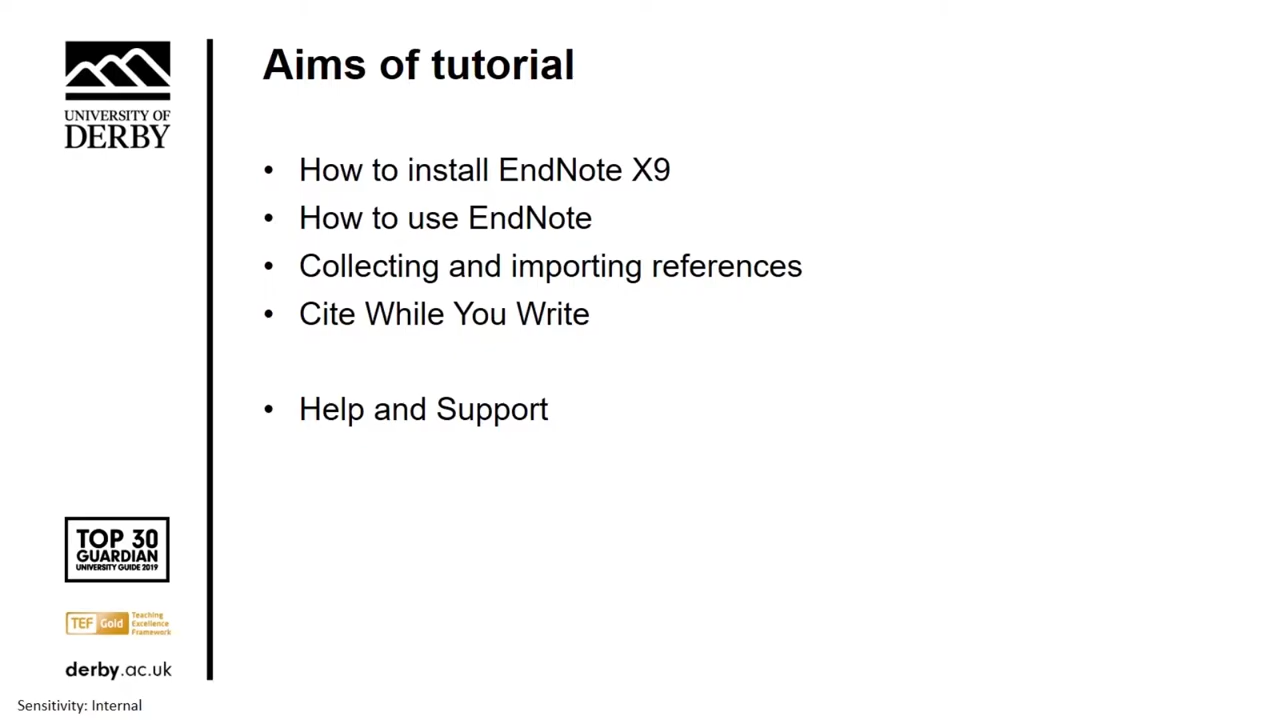 UNIVERSITY OF
DERBY
Aims of tutorial
• How to install EndNote X9
• How to use EndNote
• Collecting and importing references
• Cite While You Write
• Help and Support
TOP 30
GUARDIAN
UNIVERSITY GUIDE 2019
TEF Gold
Teaching
Excellence
Framework
derby.ac.uk
Sensitivity: Internal